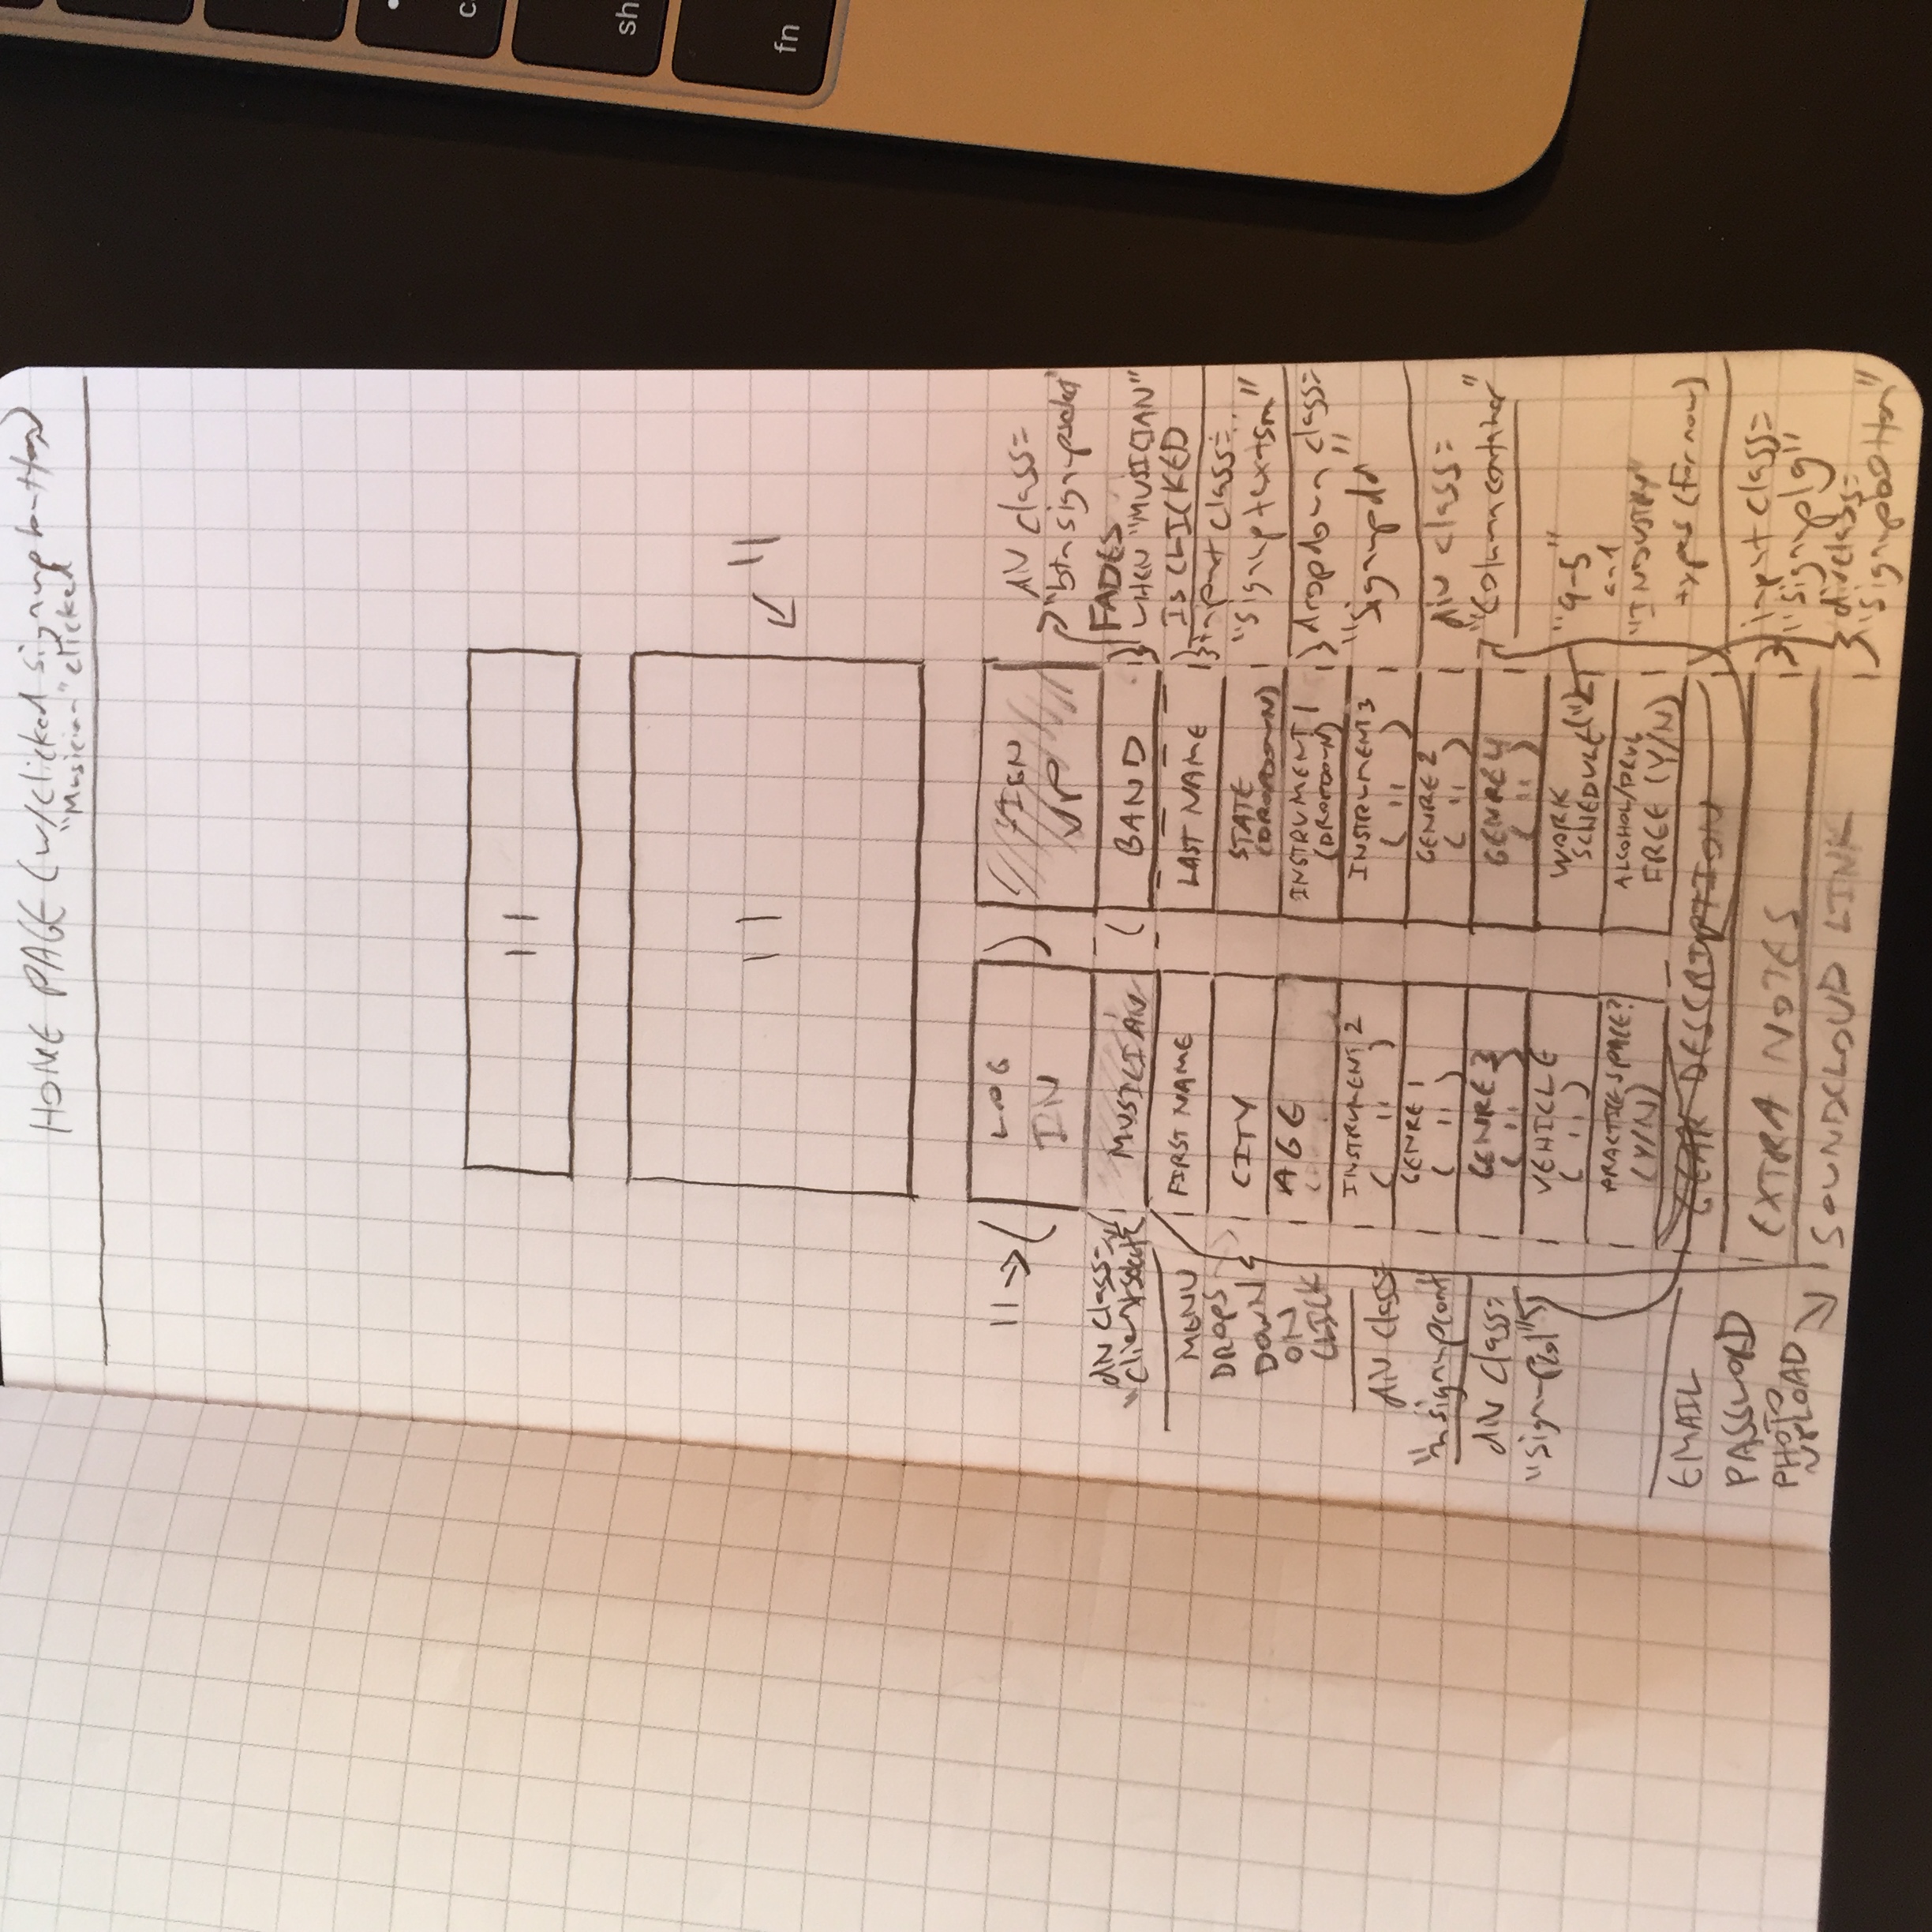 HOME PAGE (w/clicked signup button)
"Musician" clicked
11
11
11
11
LOG
IN
SIGN
UP
div class=
"btn signupselect"
FADES
WHEN "MUSICIAN"
IS CLICKED
div class=
"clientselect"
MUSICIAN
BAND
MENU
DROPS
DOWN
ON
CLICK
FIRST NAME
LAST NAME
input class=
"signuptextsm"
CITY
STATE
(DROPDOWN)
AGE
INSTRUMENT 1
(DROPDOWN)
dropdown class=
"signupdd"
INSTRUMENT 2
( " )
INSTRUMENT 3
( " )
div class=
"m signupcont"
GENRE 1
( " )
GENRE 2
( " )
div class=
"columncontainer"
div class=
GENRE 3
( " )
GENRE 4
( " )
VEHICLE
( " )
WORK
SCHEDULE (")
"9-5"
and
"INDUSTRY"
types (for now)
PRACTICE SPACE?
(Y/N)
ALCOHOL/DRUG
FREE (Y/N)
GEAR DESCRIPTION
EMAIL
PASSWORD
PHOTO
UPLOAD
EXTRA NOTES
input class=
"signuplg"
SOUNDCLOUD LINK
div class=
"signupbottom"
fn
sh
c